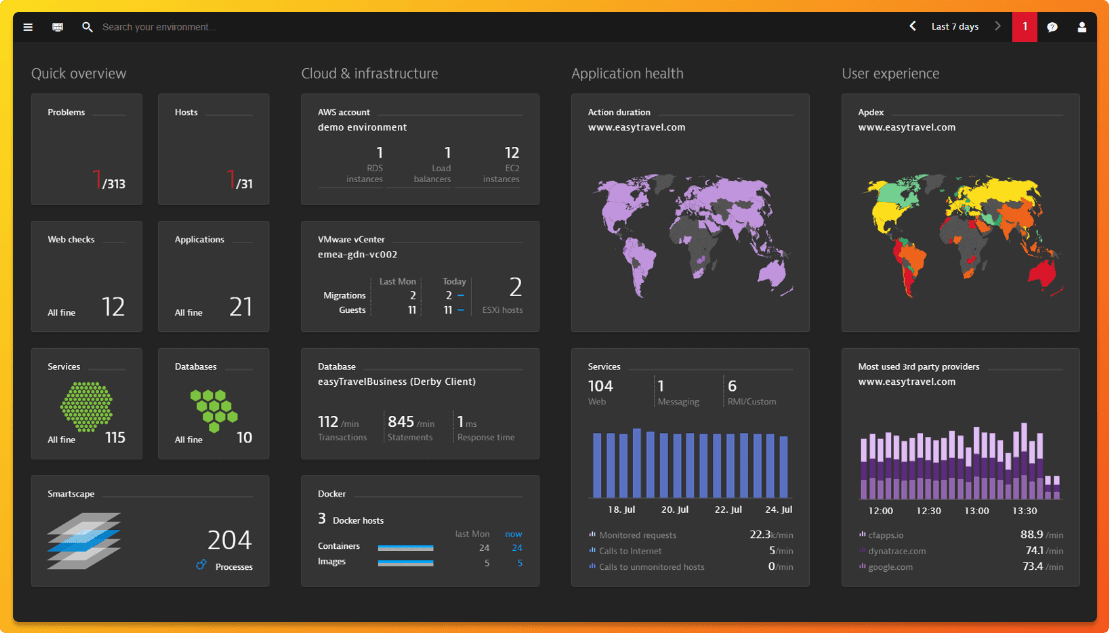 Search your environment...
Last 7 days
1
Quick overview
Cloud & infrastructure
Application health
User experience
Problems
1/313
Hosts
1/31
Web checks
All fine 12
Applications
All fine 21
Services
All fine 115
Databases
All fine 10
Smartscape
204
Processes
AWS account
demo environment
1 1 12
RDS Load EC2
instances balancers instances
VMware vCenter
emea-gdn-vc002
Last Mon Today
Migrations 2 2 –
Guests 11 11 –
2
ESXi hosts
Database
easyTravelBusiness (Derby Client)
112 /min 845 /min 1 ms
Transactions Statements Response time
Docker
3 Docker hosts
last Mon now
Containers 24 24
Images 5 5
Action duration
www.easytravel.com
Services
104 1 6
Web Messaging RMI/Custom
18. Jul 20. Jul 22. Jul 24. Jul
Monitored requests 22.3k/min
Calls to Internet 5/min
Calls to unmonitored hosts 0/min
Apdex
www.easytravel.com
Most used 3rd party providers
www.easytravel.com
12:00 12:30 13:00 13:30
cfapps.io 88.9 /min
dynatrace.com 74.1 /min
google.com 73.4 /min